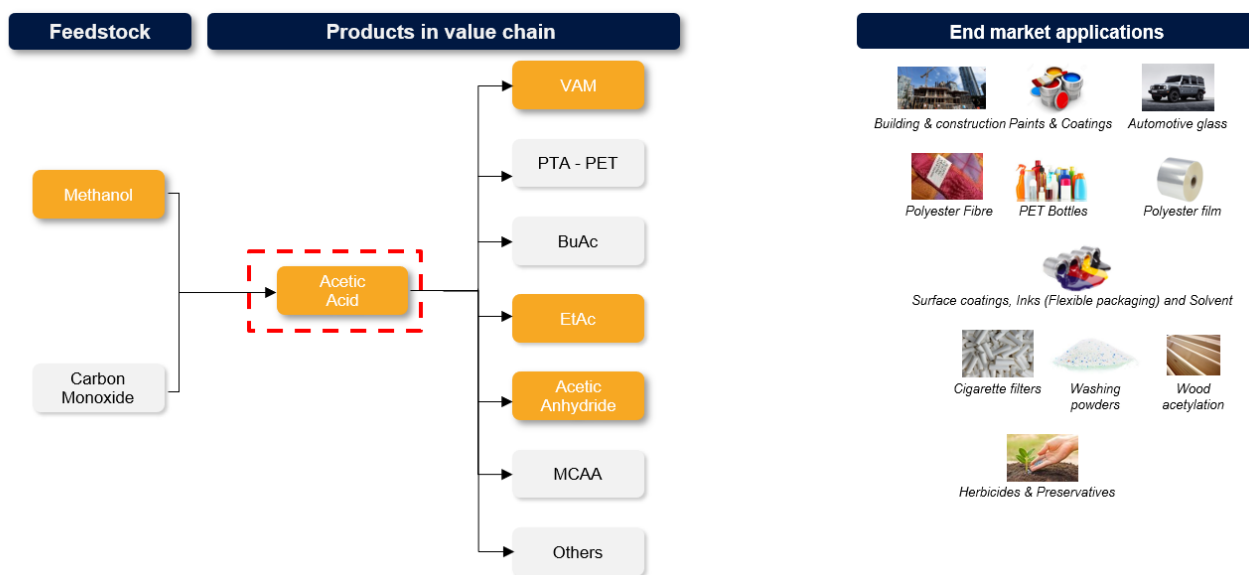 Feedstock
Products in value chain
End market applications
VAM
PTA - PET
BuAc
EtAc
Acetic
Anhydride
MCAA
Others
Methanol
Carbon
Monoxide
Acetic
Acid
Building & construction
Paints & Coatings
Automotive glass
Polyester Fibre
PET Bottles
Polyester film
Surface coatings, Inks (Flexible packaging) and Solvent
Cigarette filters
Washing
powders
Wood
acetylation
Herbicides & Preservatives